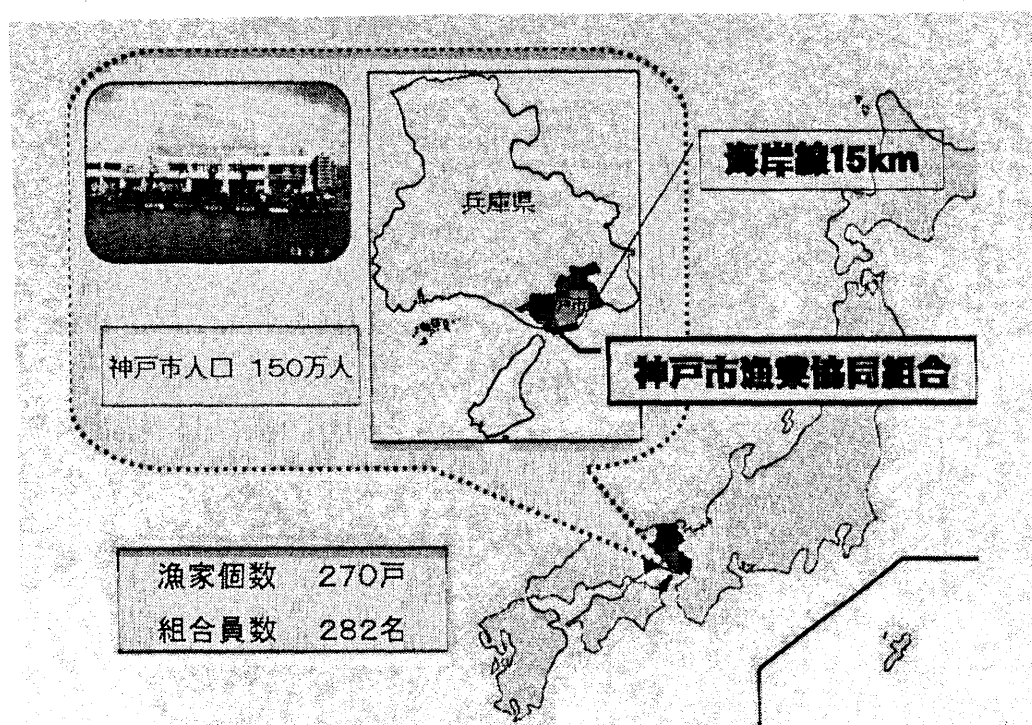 海岸線15km
兵庫県
神戸市人口 150万人
神戸市漁業協同組合
漁家個数 270戸
組合員数 282名